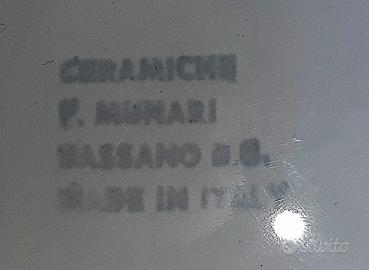 CERAMICHE
F. MUNARI
BASSANO D.G.
MADE IN ITALY
subito